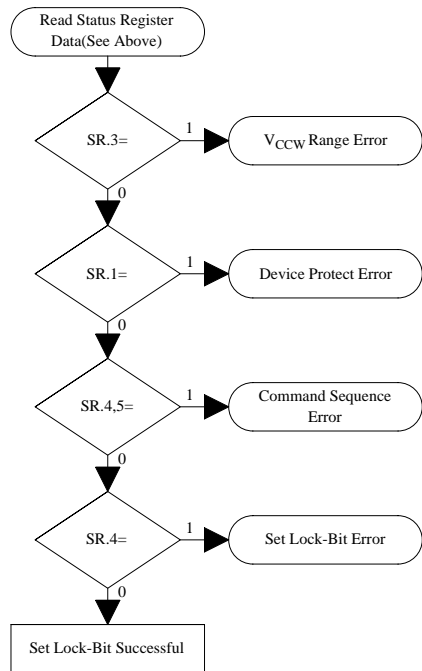 Read Status Register
Data(See Above)
SR.3=
1
VCCW Range Error
0
SR.1=
1
Device Protect Error
0
SR.4,5=
1
Command Sequence
Error
0
SR.4=
1
Set Lock-Bit Error
0
Set Lock-Bit Successful